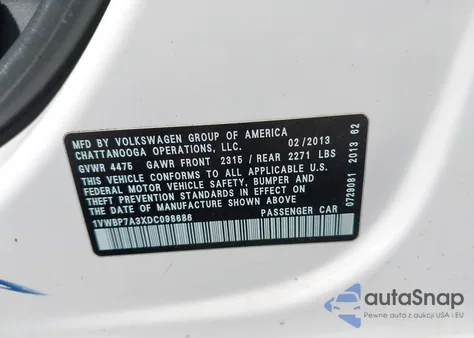 MFD BY VOLKSWAGEN GROUP OF AMERICA
CHATTANOOGA OPERATIONS, LLC. 02/2013
GVWR 4475 GAWR FRONT 2315 / REAR 2271 LBS
THIS VEHICLE CONFORMS TO ALL APPLICABLE U.S.
FEDERAL MOTOR VEHICLE SAFETY, BUMPER AND
THEFT PREVENTION STANDARDS IN EFFECT ON
THE DATE OF MANUFACTURE SHOWN ABOVE.
1VWBP7A3XDC098686 PASSENGER CAR
0729081 2013 62
autoSnap
Pewne auta z aukcji USA i EU